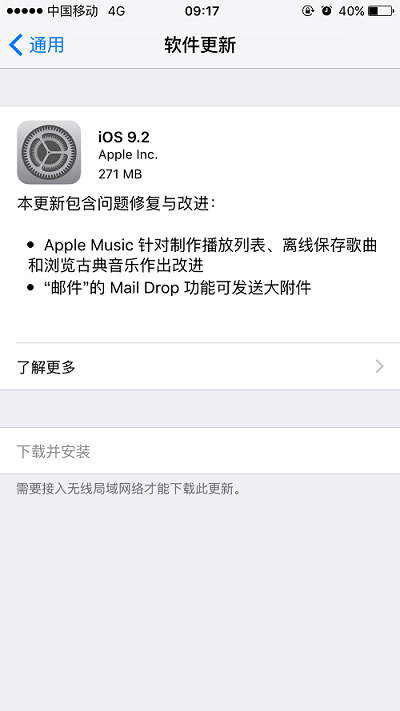 中国移动 4G 09:17 40%
通用 软件更新
iOS 9.2
Apple Inc.
271 MB
本更新包含问题修复与改进：
• Apple Music 针对制作播放列表、离线保存歌曲
和浏览古典音乐作出改进
• “邮件”的 Mail Drop 功能可发送大附件
了解更多
下载并安装
需要接入无线局域网络才能下载此更新。